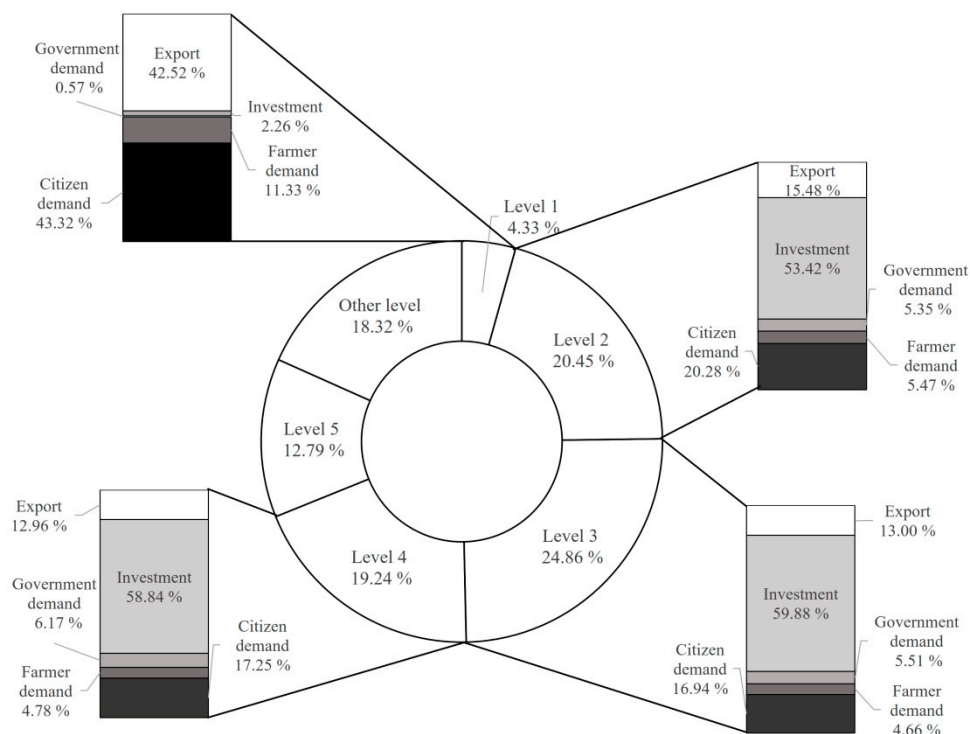 Government
demand
0.57 %
Export
42.52 %
Investment
2.26 %
Farmer
demand
11.33 %
Citizen
demand
43.32 %
Level 1
4.33 %
Export
15.48 %
Investment
53.42 %
Government
demand
5.35 %
Citizen
demand
20.28 %
Farmer
demand
5.47 %
Other level
18.32 %
Level 2
20.45 %
Level 5
12.79 %
Level 4
19.24 %
Level 3
24.86 %
Export
12.96 %
Investment
58.84 %
Government
demand
6.17 %
Farmer
demand
4.78 %
Citizen
demand
17.25 %
Export
13.00 %
Investment
59.88 %
Government
demand
5.51 %
Citizen
demand
16.94 %
Farmer
demand
4.66 %